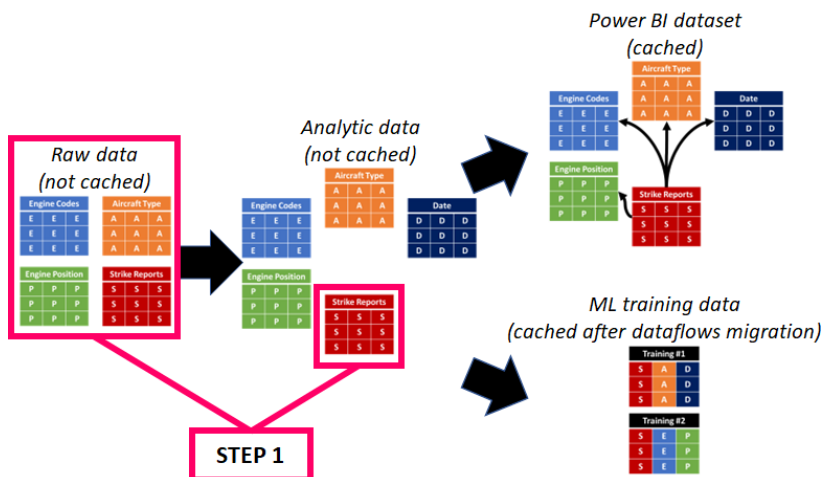 Raw data
(not cached)
Engine Codes
E E E
E E E
E E E
Aircraft Type
A A A
A A A
A A A
Engine Position
P P P
P P P
P P P
Strike Reports
S S S
S S S
S S S
Analytic data
(not cached)
Aircraft Type
A A A
A A A
A A A
Engine Codes
E E E
E E E
E E E
Date
D D D
D D D
D D D
Engine Position
P P P
P P P
P P P
Strike Reports
S S S
S S S
S S S
STEP 1
Power BI dataset
(cached)
Aircraft Type
A A A
A A A
A A A
Engine Codes
E E E
E E E
E E E
Date
D D D
D D D
D D D
Engine Position
P P P
P P P
P P P
Strike Reports
S S S
S S S
S S S
ML training data
(cached after dataflows migration)
Training #1
S A D
S A D
S A D
Training #2
S E P
S E P
S E P